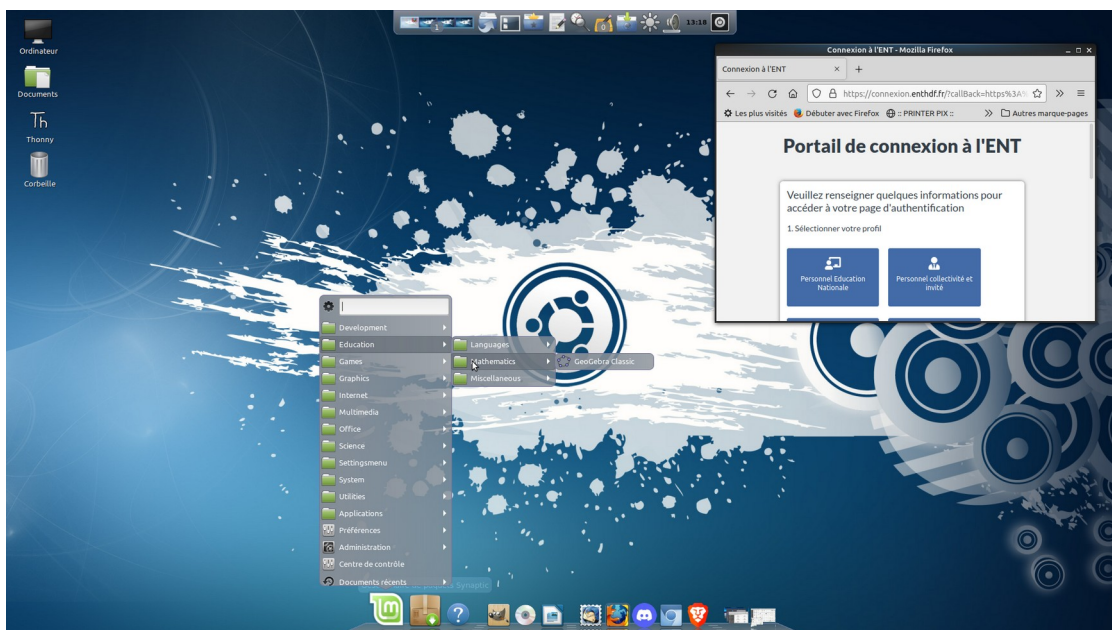 Ordinateur
Documents
Th
Thonny
Corbeille
1
0
13:18
Connexion à l'ENT - Mozilla Firefox
Connexion à l'ENT
https://connexion.enthdf.fr/?callBack=https%3A%
Les plus visités
Débuter avec Firefox
:: PRINTER PIX ::
Autres marque-pages
Portail de connexion à l'ENT
Veuillez renseigner quelques informations pour
accéder à votre page d'authentification
1. Sélectionner votre profil
Personnel Education
Nationale
Personnel collectivité et
invité
Development
Education
Games
Graphics
Internet
Multimedia
Office
Science
Settingsmenu
System
Utilities
Applications
Préférences
Administration
Centre de contrôle
Documents récents
Languages
Mathematics
Miscellaneous
GeoGebra Classic
Synaptic